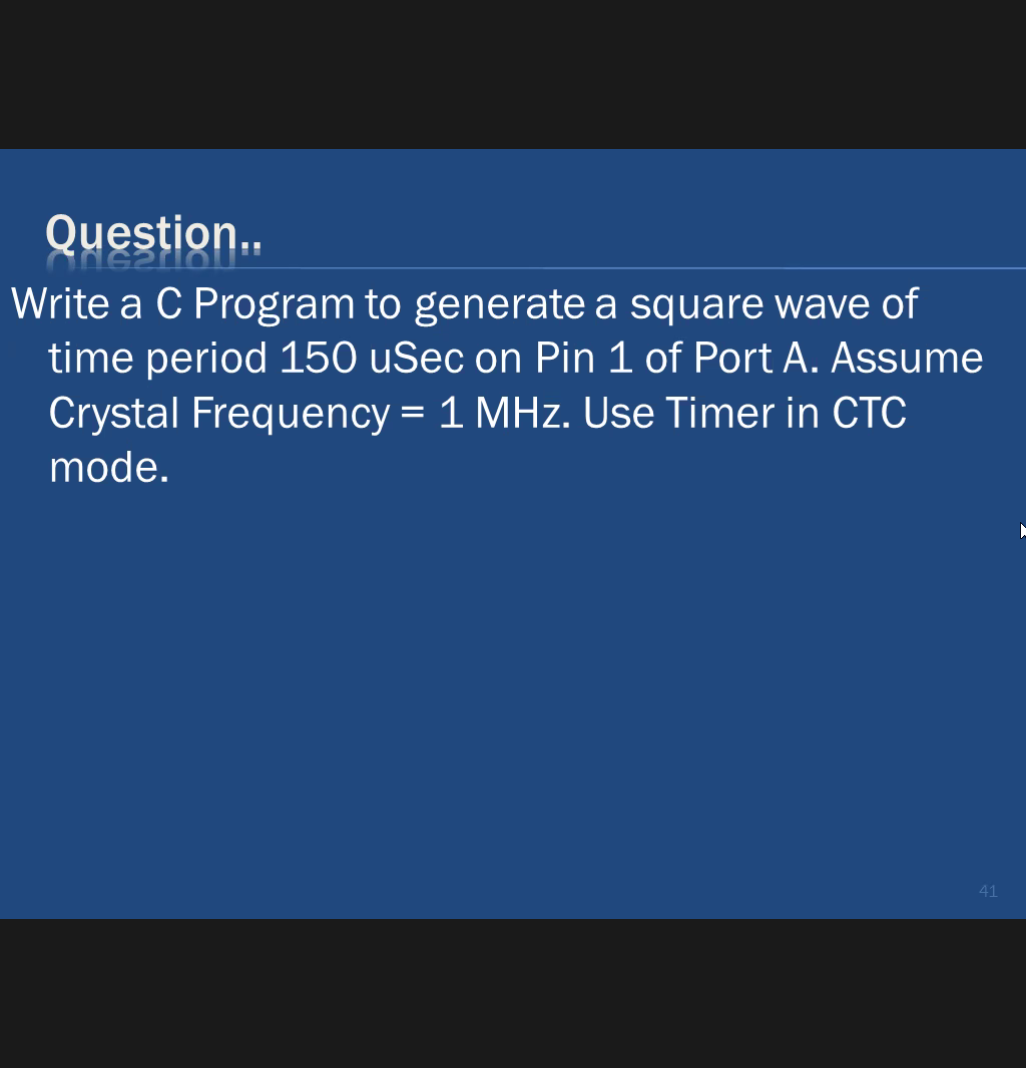 Question..
Write a C Program to generate a square wave of
time period 150 uSec on Pin 1 of Port A. Assume
Crystal Frequency = 1 MHz. Use Timer in CTC
mode.
41